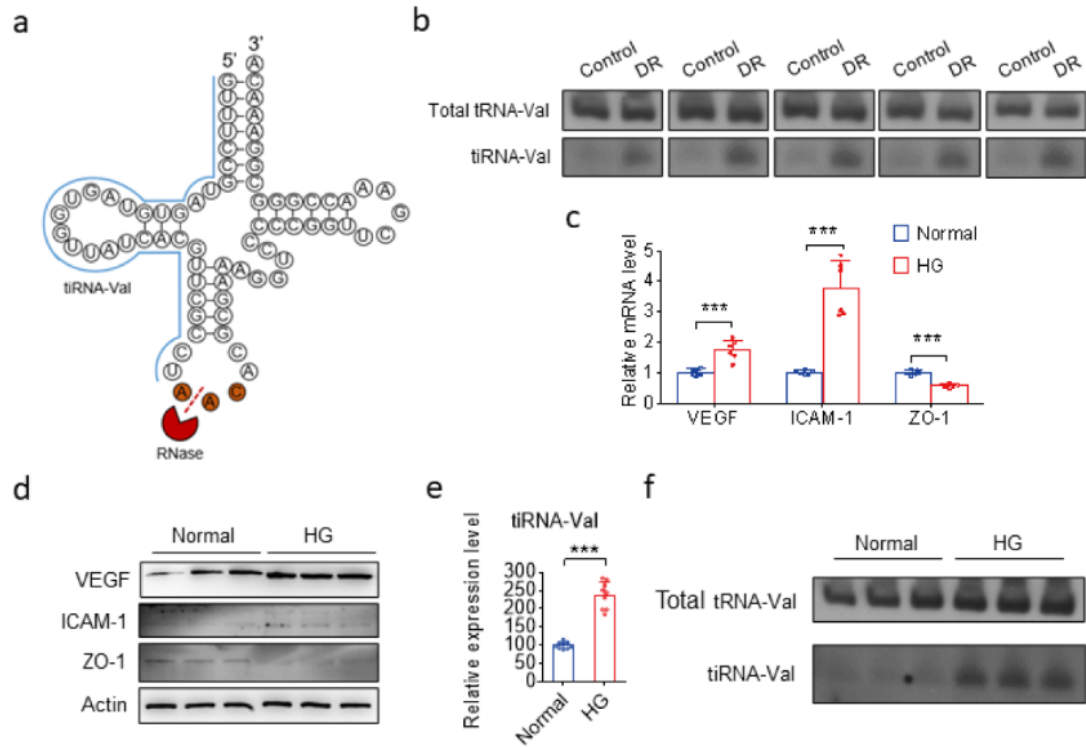 a
5'
3'
tiRNA-Val
U
C
A
A
A
C
RNase
b
Control
DR
Control
DR
Control
DR
Control
DR
Control
DR
Total tRNA-Val
tiRNA-Val
c
Normal
HG
Relative mRNA level
5
4
3
2
1
0
***
***
***
VEGF
ICAM-1
ZO-1
d
Normal
HG
VEGF
ICAM-1
ZO-1
Actin
e
tiRNA-Val
***
Relative expression level
300
250
200
150
100
50
0
Normal
HG
f
Normal
HG
Total tRNA-Val
tiRNA-Val